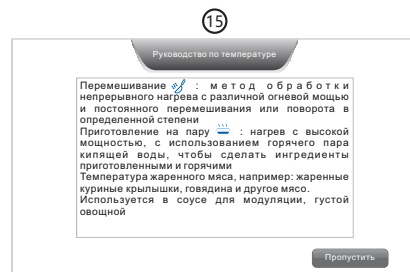 15
Руководство по температуре
Перемешивание : метод обработки
непрерывного нагрева с различной огневой мощью
и постоянного перемешивания или поворота в
определенной степени
Приготовление на пару : нагрев с высокой
мощностью, с использованием горячего пара
кипящей воды, чтобы сделать ингредиенты
приготовленными и горячими
Температура жаренного мяса, например: жаренные
куриные крылышки, говядина и другое мясо.
Используется в соусе для модуляции, густой
овощной
Пропустить